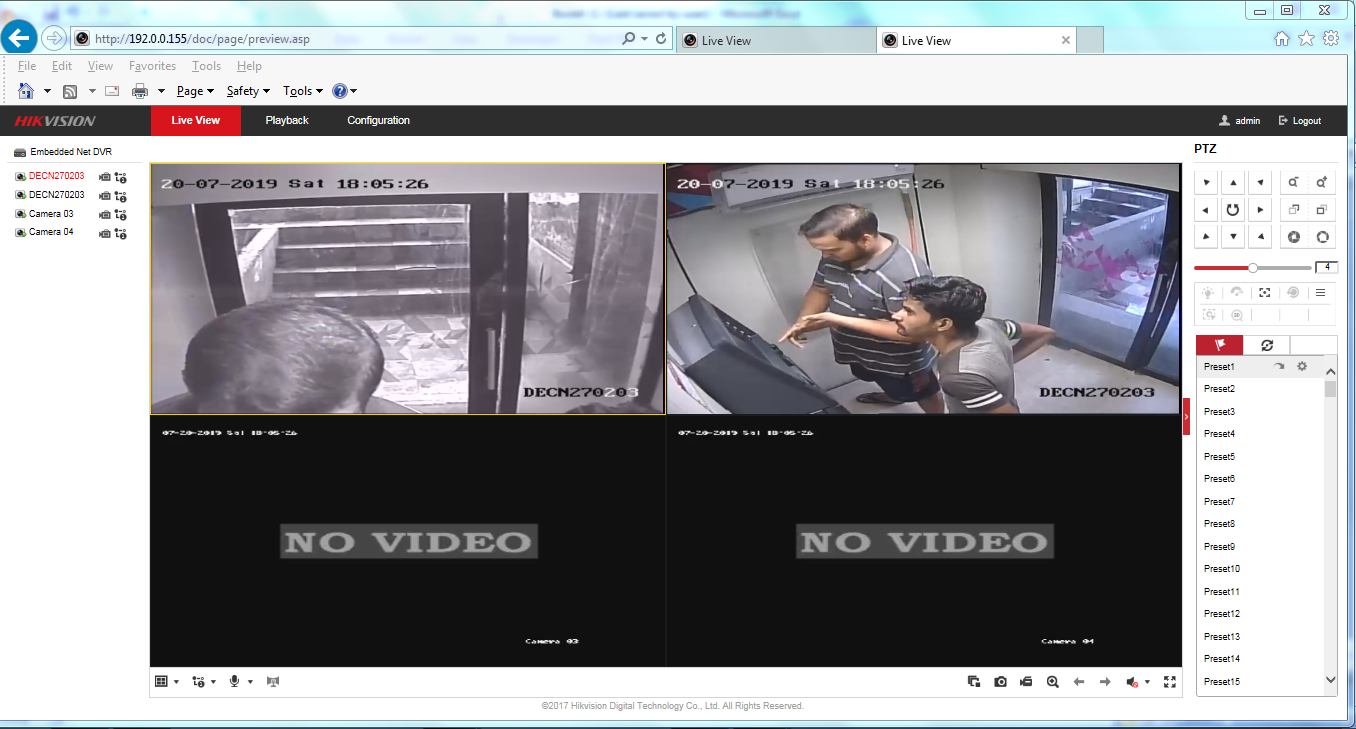 http://192.0.0.155/doc/page/preview.asp
Live View
Live View
File Edit View Favorites Tools Help
Page Safety Tools
HIKVISION
Live View Playback Configuration
admin Logout
Embedded Net DVR
DECN270203
DECN270203
Camera 03
Camera 04
20-07-2019 Sat 18:05:26
DECN270203
20-07-2019 Sat 18:05:26
DECN270203
07-20-2019 Sat 18:05:26
NO VIDEO
Camera 03
07-20-2019 Sat 18:05:26
NO VIDEO
Camera 04
PTZ
4
Preset1
Preset2
Preset3
Preset4
Preset5
Preset6
Preset7
Preset8
Preset9
Preset10
Preset11
Preset12
Preset13
Preset14
Preset15
©2017 Hikvision Digital Technology Co., Ltd. All Rights Reserved.